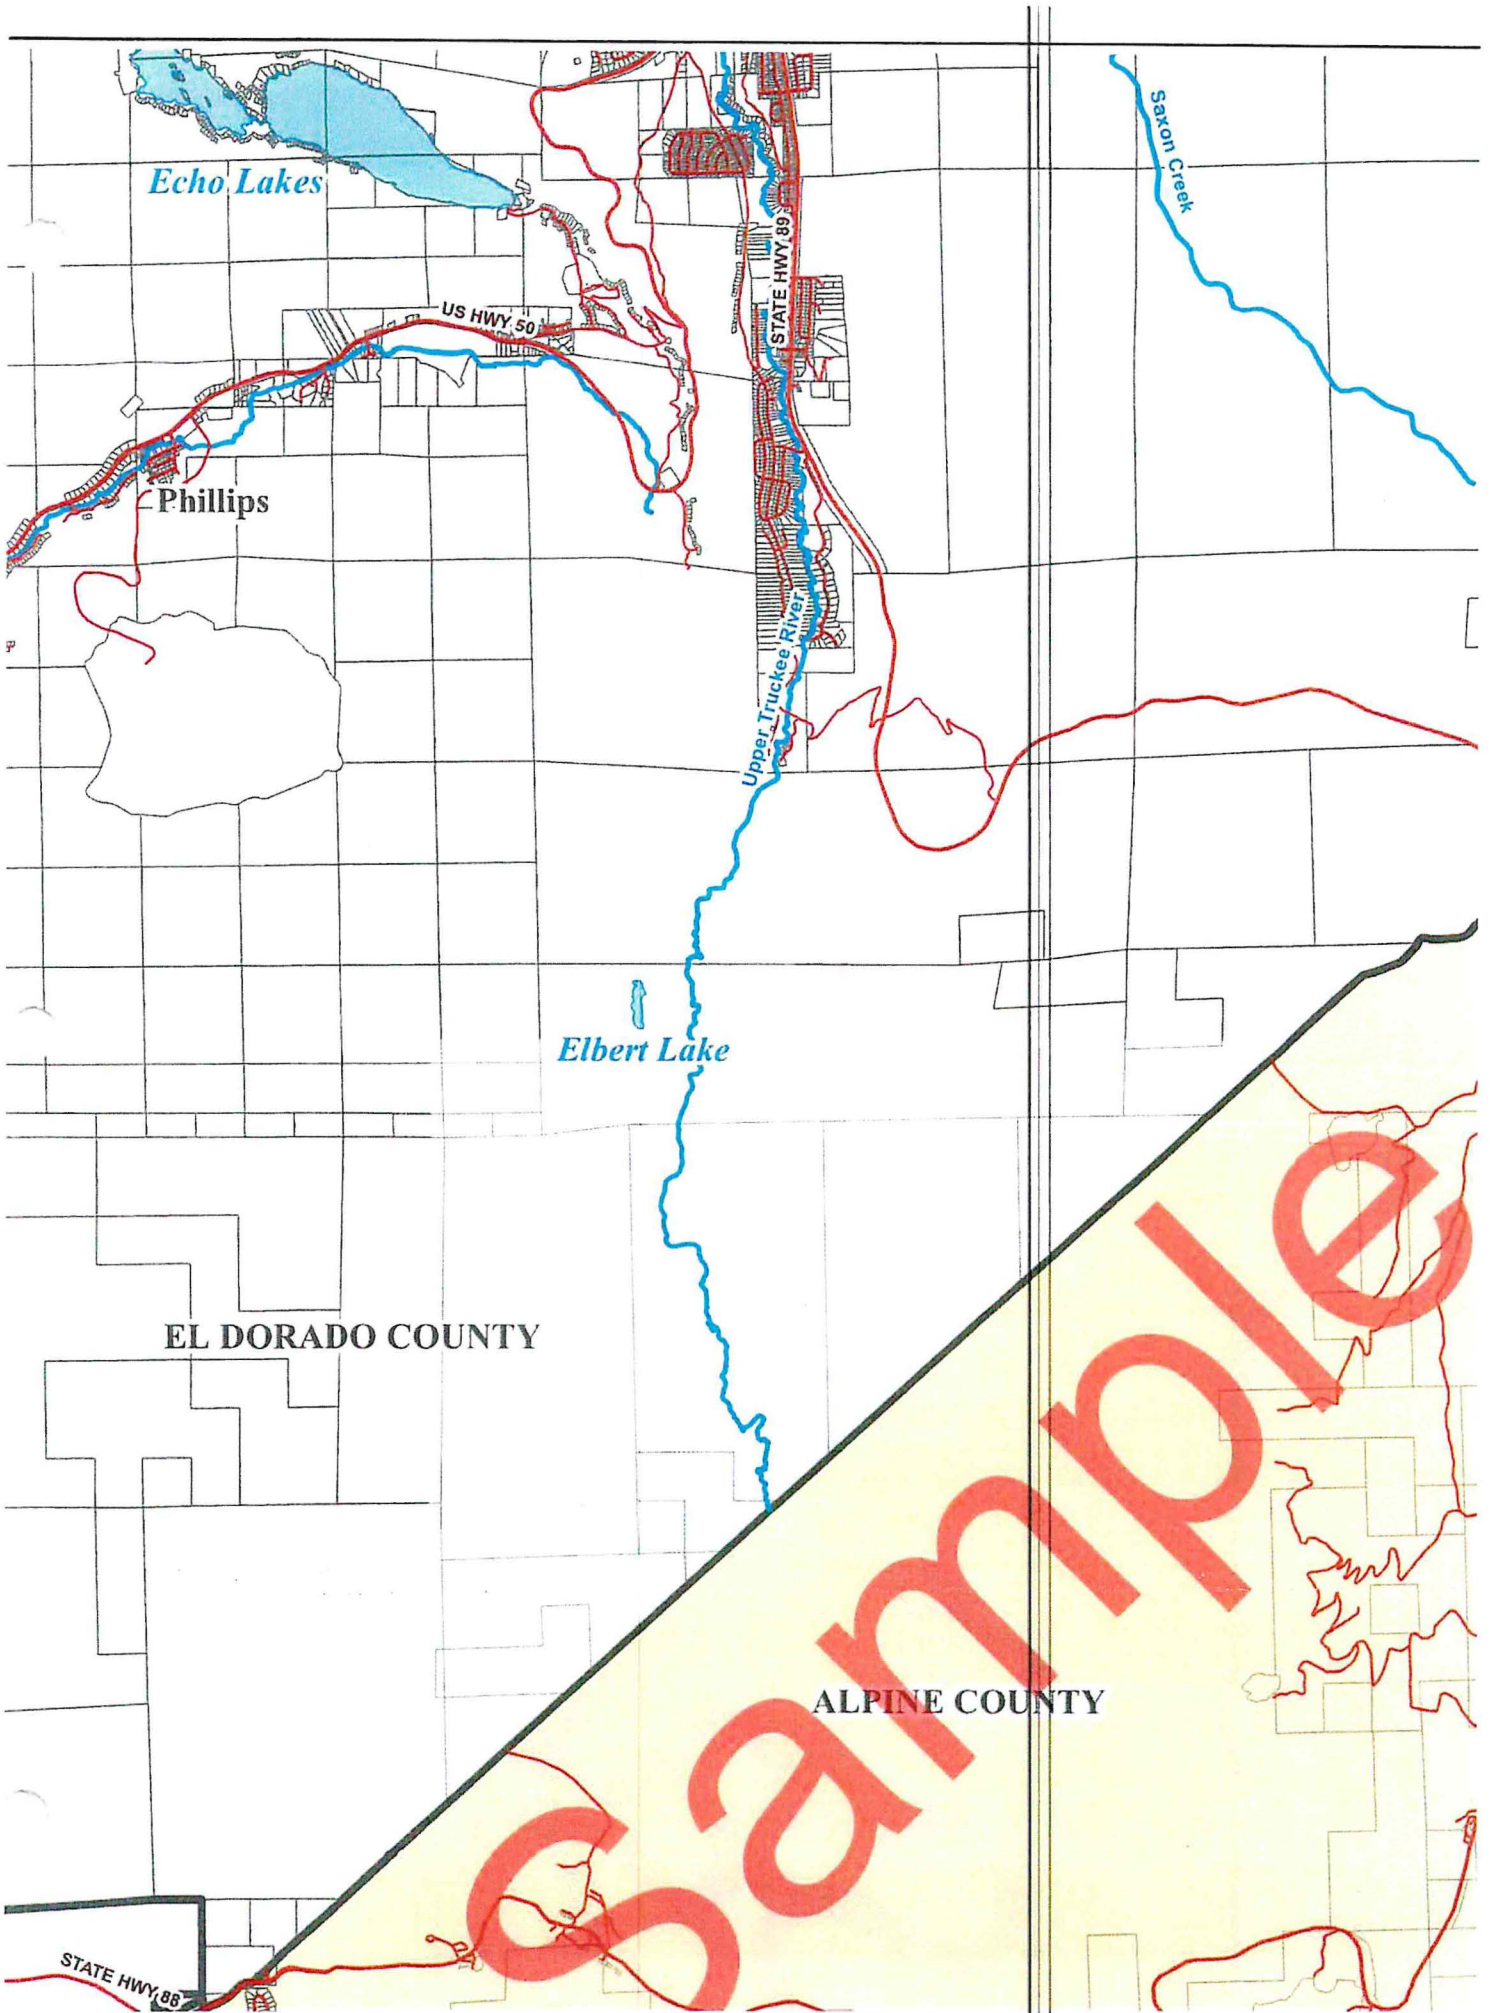 Saxon Creek
Echo Lakes
STATE HWY 89
US HWY 50
Phillips
Upper Truckee River
Elbert Lake
EL DORADO COUNTY
Sample
ALPINE COUNTY
STATE HWY 88